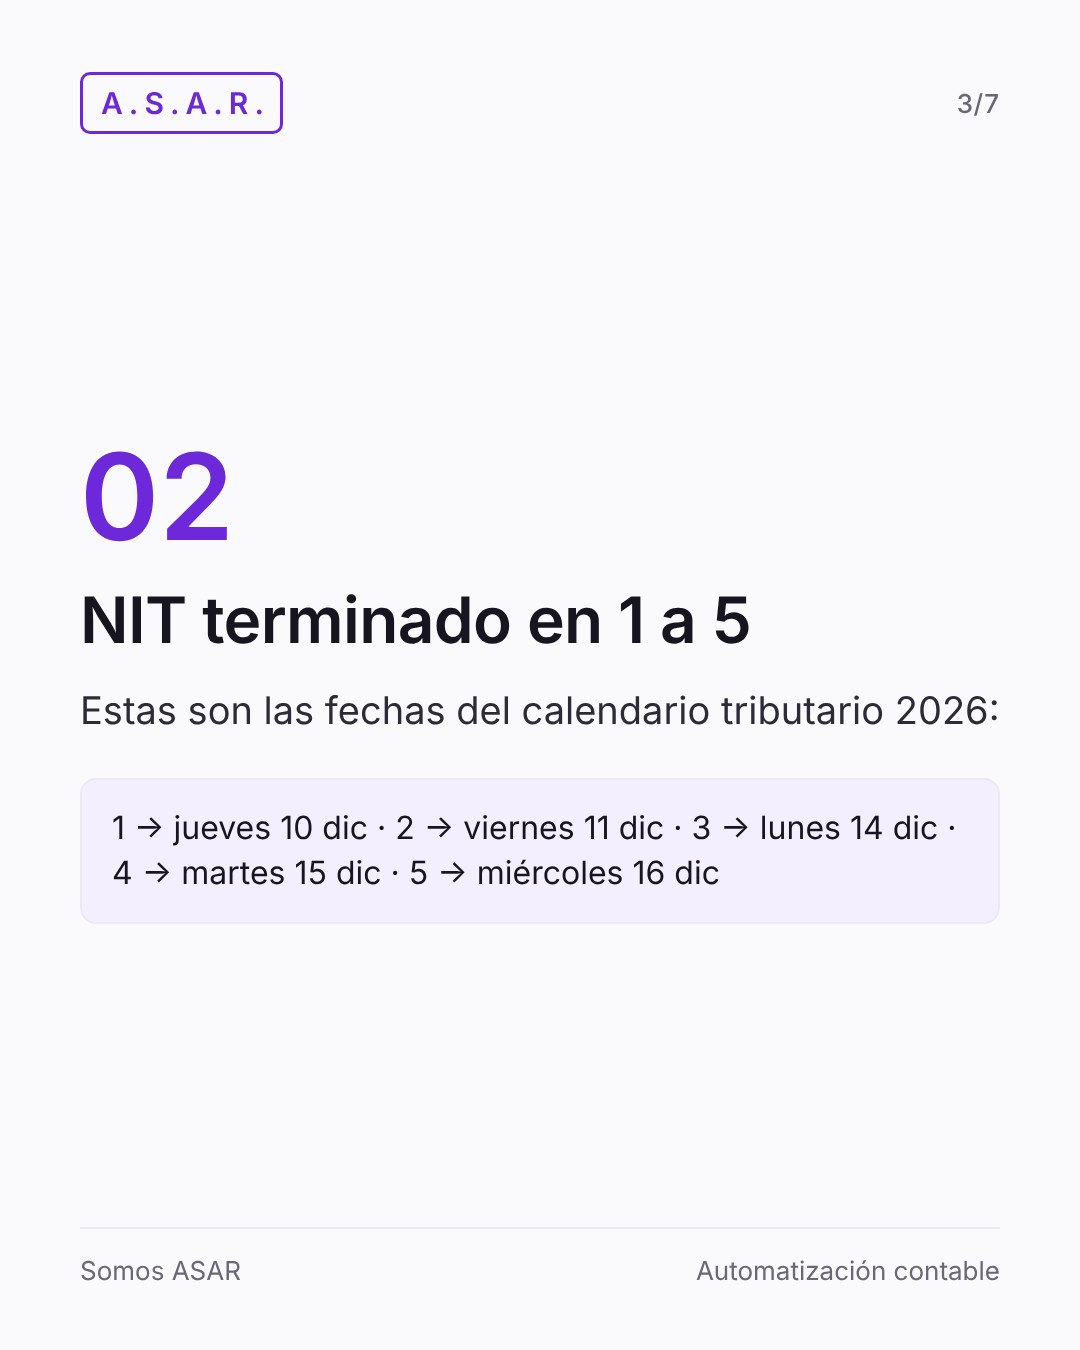 A.S.A.R.
3/7
02
NIT terminado en 1 a 5
Estas son las fechas del calendario tributario 2026:
1 → jueves 10 dic · 2 → viernes 11 dic · 3 → lunes 14 dic ·
4 → martes 15 dic · 5 → miércoles 16 dic
Somos ASAR
Automatización contable